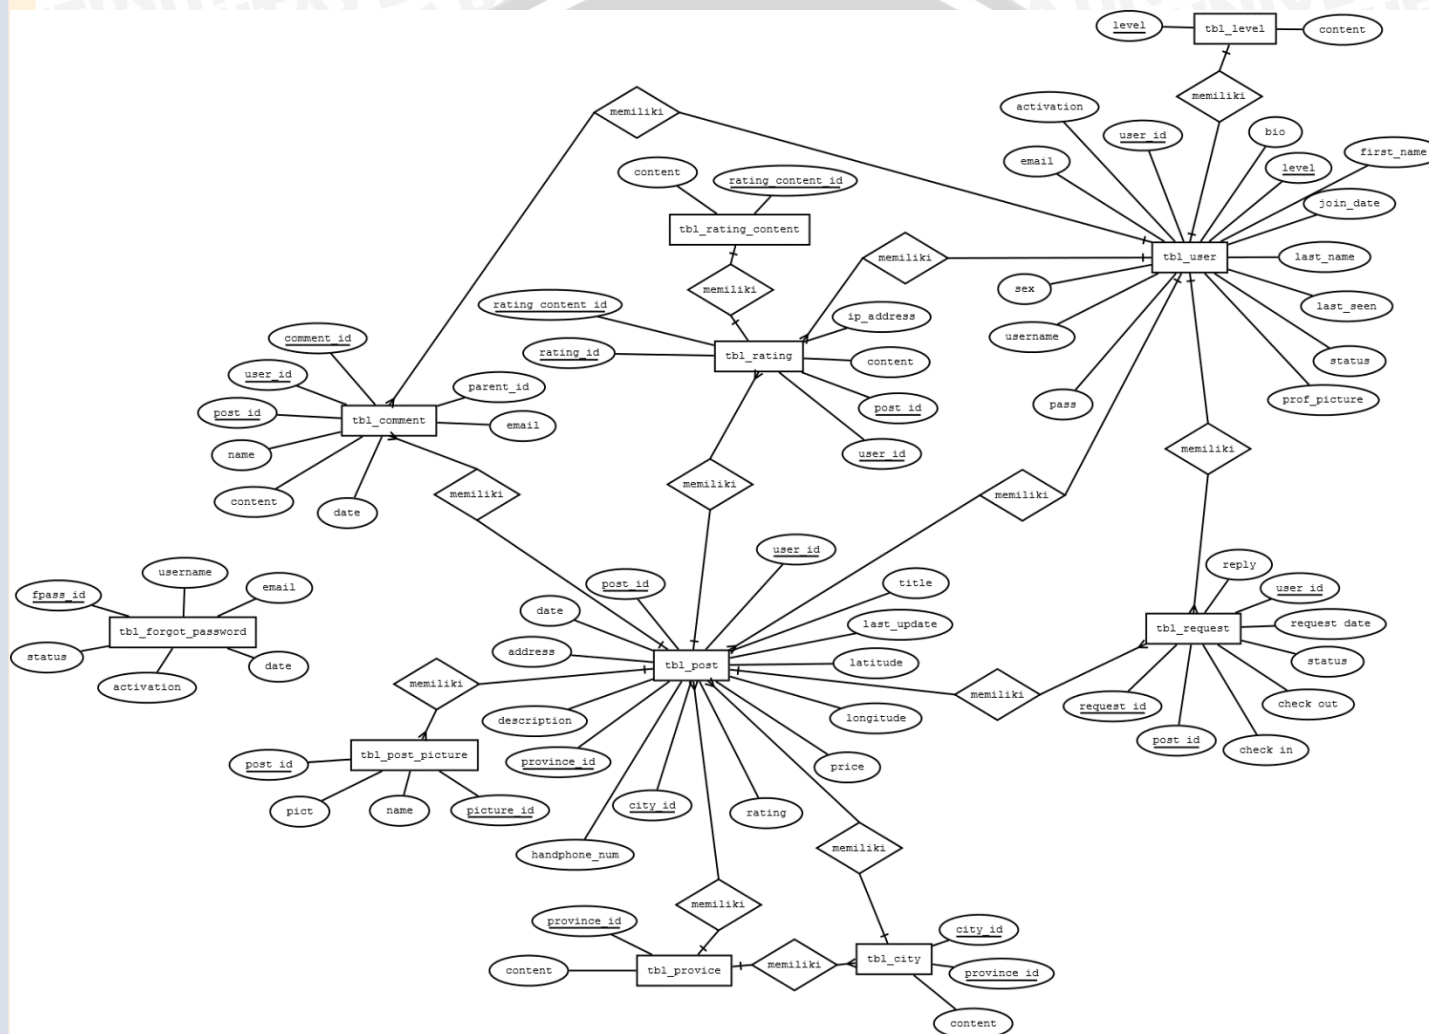 level
tbl_level
content
memiliki
memiliki
activation
user_id
bio
first_name
email
level
join_date
content
rating_content_id
tbl_rating_content
memiliki
tbl_user
last_name
sex
last_seen
memiliki
rating_content_id
ip_address
username
status
comment_id
rating_id
tbl_rating
content
user_id
parent_id
pass
prof_picture
post_id
tbl_comment
email
post_id
name
user_id
memiliki
content
date
memiliki
memiliki
memiliki
user_id
reply
username
post_id
title
user_id
fpass_id
email
date
last_update
request_date
tbl_forgot_password
tbl_request
address
tbl_post
latitude
status
status
date
activation
memiliki
memiliki
request_id
check out
description
longitude
post_id
check in
tbl_post_picture
post_id
province_id
price
pict
name
picture_id
city_id
rating
handphone_num
memiliki
memiliki
province_id
city_id
content
tbl_provice
memiliki
tbl_city
province_id
content